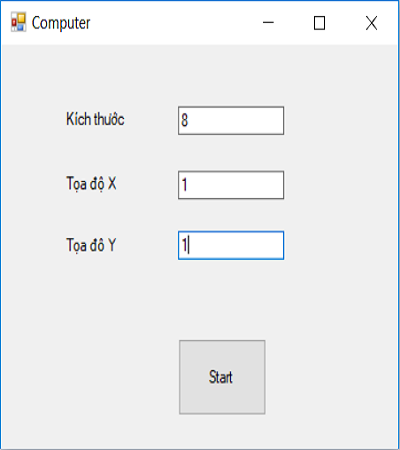 Computer
Kích thước 8
Tọa độ X 1
Tọa đô Y 1
Start